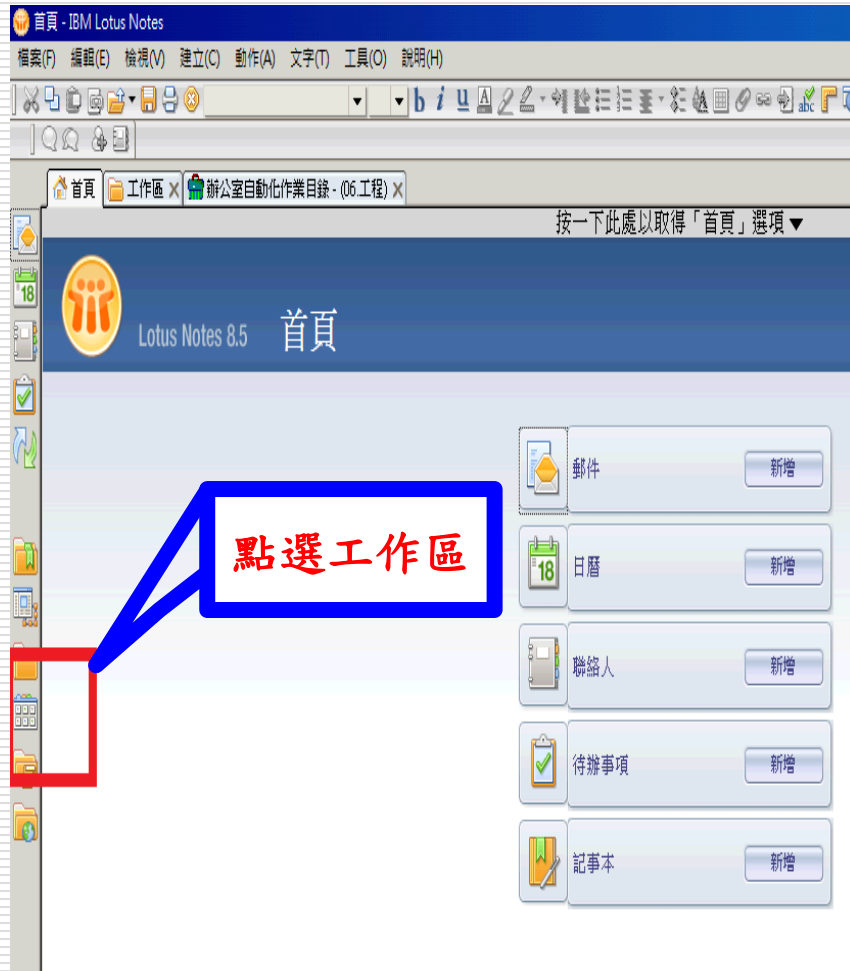 首頁 - IBM Lotus Notes
檔案(F) 編輯(E) 檢視(V) 建立(C) 動作(A) 文字(T) 工具(O) 說明(H)
b i U A abc
首頁 工作區 辦公室自動化作業目錄 - (06.工程)
按一下此處以取得「首頁」選項▼
18
Lotus Notes 8.5 首頁
郵件 新增
點選工作區
18 日曆 新增
聯絡人 新增
待辦事項 新增
記事本 新增